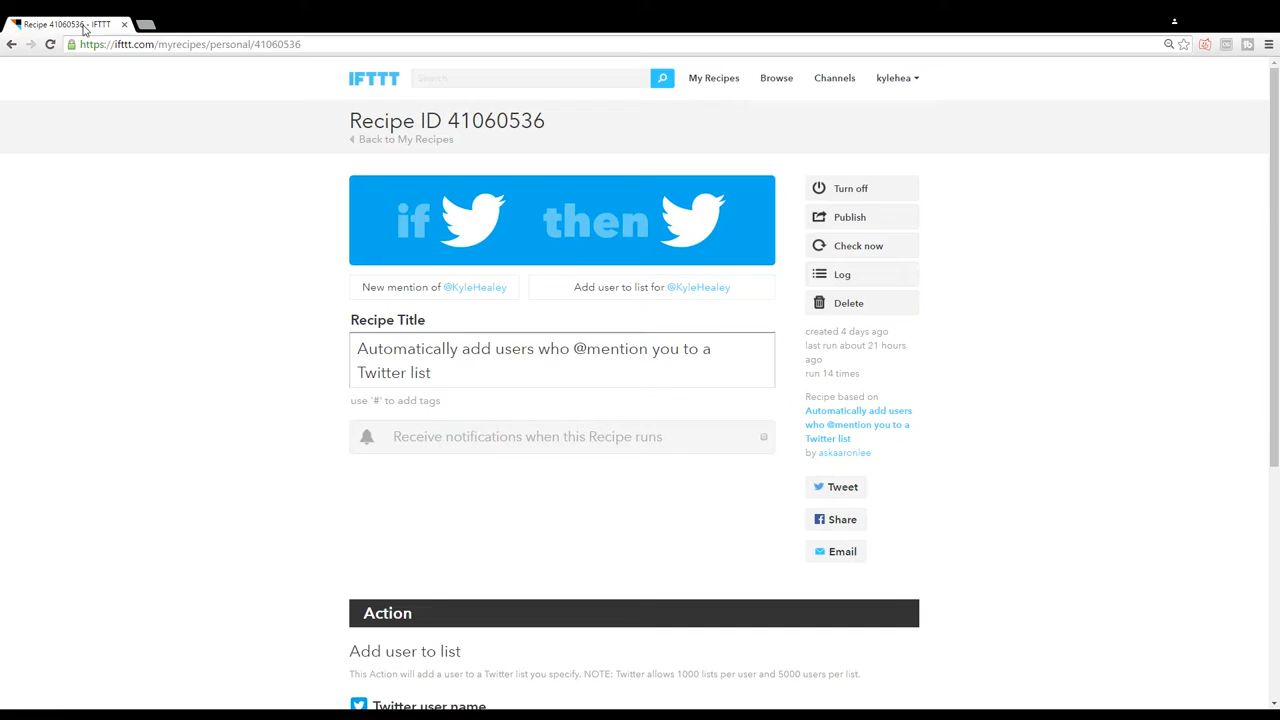 Recipe 41060536 - IFTTT
https://ifttt.com/myrecipes/personal/41060536
IFTTT
Search
My Recipes
Browse
Channels
kylehea
Recipe ID 41060536
Back to My Recipes
if then
New mention of @KyleHealey
Add user to list for @KyleHealey
Recipe Title
Automatically add users who @mention you to a
Twitter list
use '#' to add tags
Receive notifications when this Recipe runs
Turn off
Publish
Check now
Log
Delete
created 4 days ago
last run about 21 hours
ago
run 14 times
Recipe based on
Automatically add users
who @mention you to a
Twitter list
by askaaronlee
Tweet
Share
Email
Action
Add user to list
This Action will add a user to a Twitter list you specify. NOTE: Twitter allows 1000 lists per user and 5000 users per list.
Twitter user name